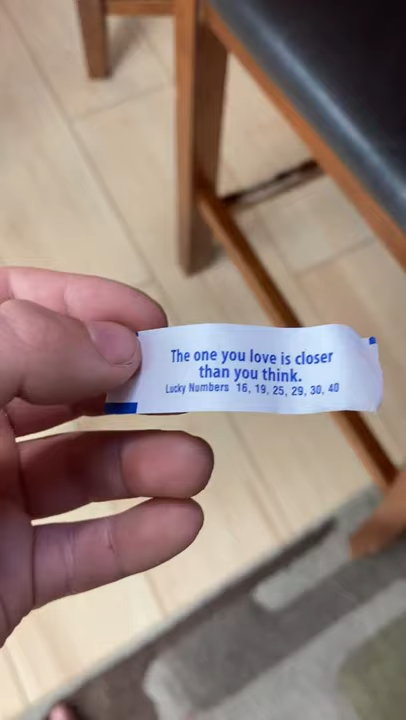 The one you love is closer
than you think.
Lucky Numbers 16, 19, 25, 29, 30, 40